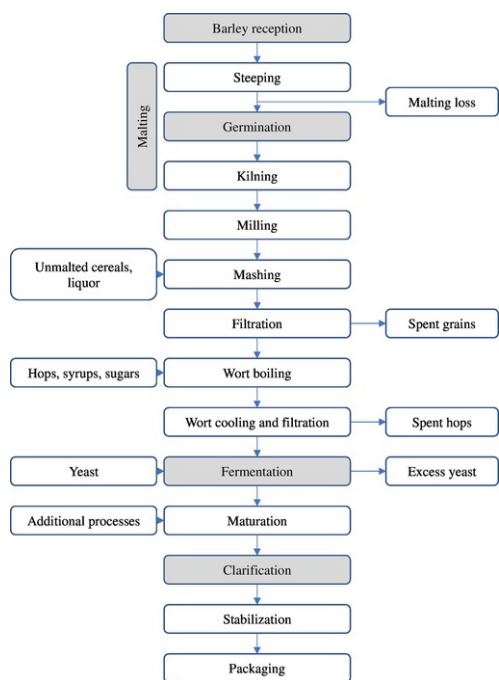 Barley reception
Steeping
Malting loss
Malting
Germination
Kilning
Milling
Unmalted cereals,
liquor
Mashing
Filtration
Spent grains
Hops, syrups, sugars
Wort boiling
Wort cooling and filtration
Spent hops
Yeast
Fermentation
Excess yeast
Additional processes
Maturation
Clarification
Stabilization
Packaging